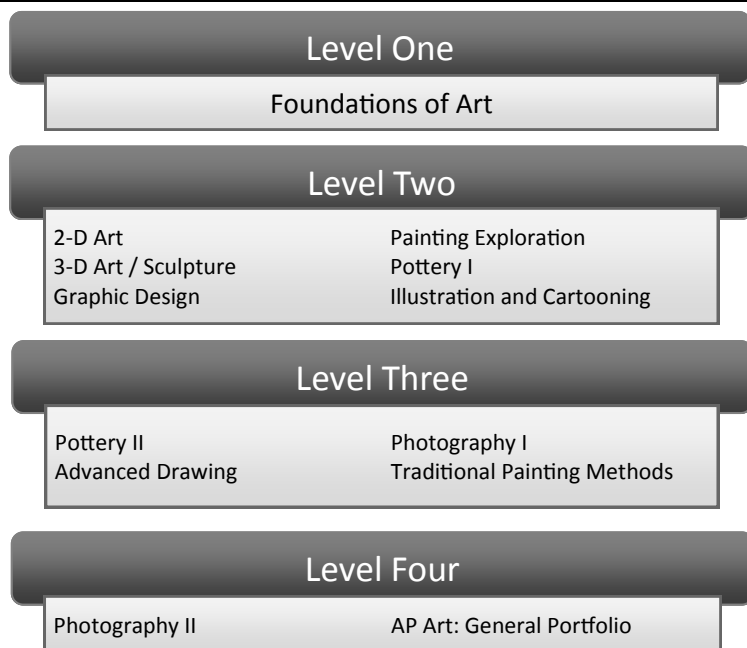 Level One
Foundations of Art
Level Two
2-D Art Painting Exploration
3-D Art / Sculpture Pottery I
Graphic Design Illustration and Cartooning
Level Three
Pottery II Photography I
Advanced Drawing Traditional Painting Methods
Level Four
Photography II AP Art: General Portfolio